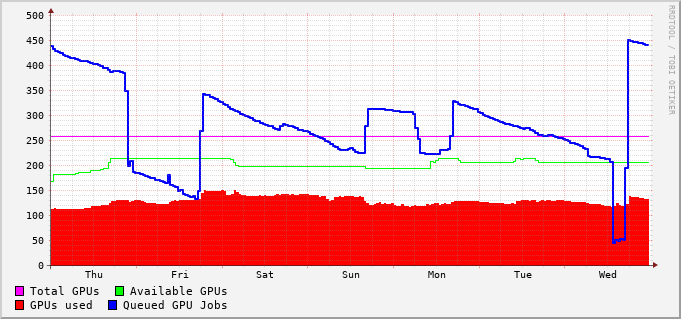 RRDTOOL / TOBI OETIKER
500
450
400
350
300
250
200
150
100
50
0
Thu Fri Sat Sun Mon Tue Wed
Total GPUs Available GPUs
GPUs used Queued GPU Jobs